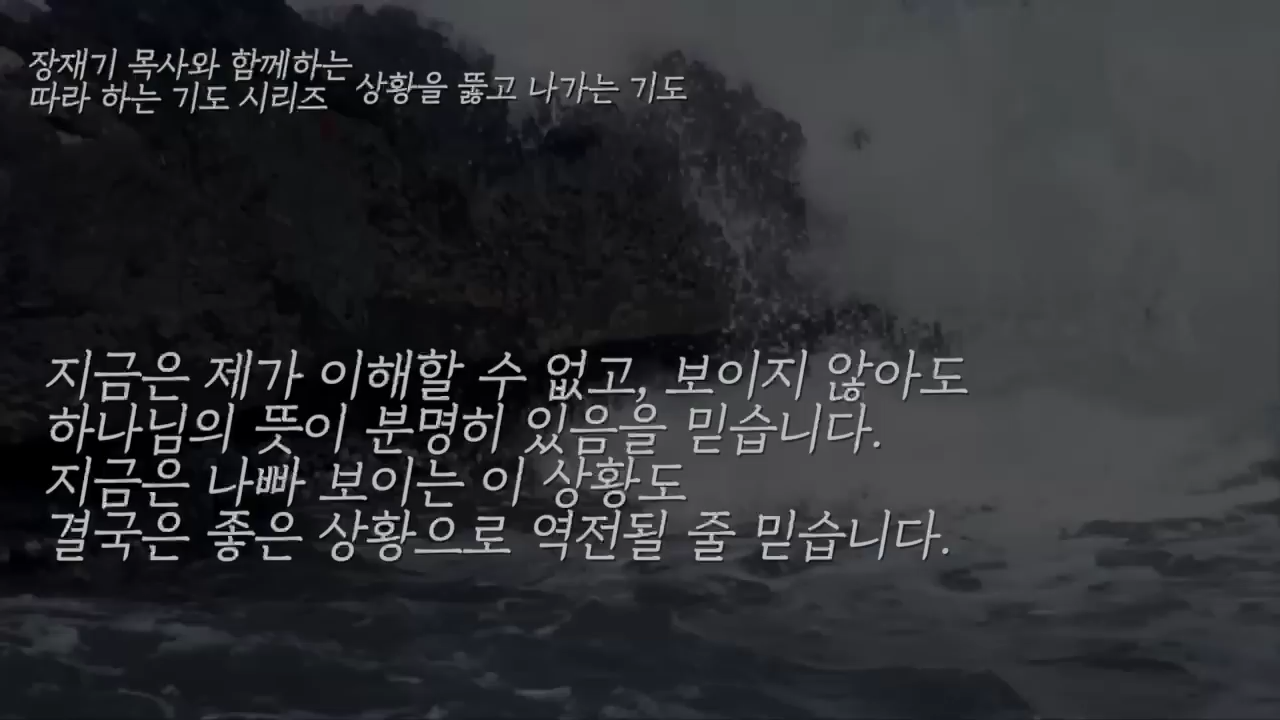 장재기 목사와 함께하는
따라 하는 기도 시리즈
상황을 뚫고 나가는 기도
지금은 제가 이해할 수 없고, 보이지 않아도
하나님의 뜻이 분명히 있음을 믿습니다.
지금은 나빠 보이는 이 상황도
결국은 좋은 상황으로 역전될 줄 믿습니다.